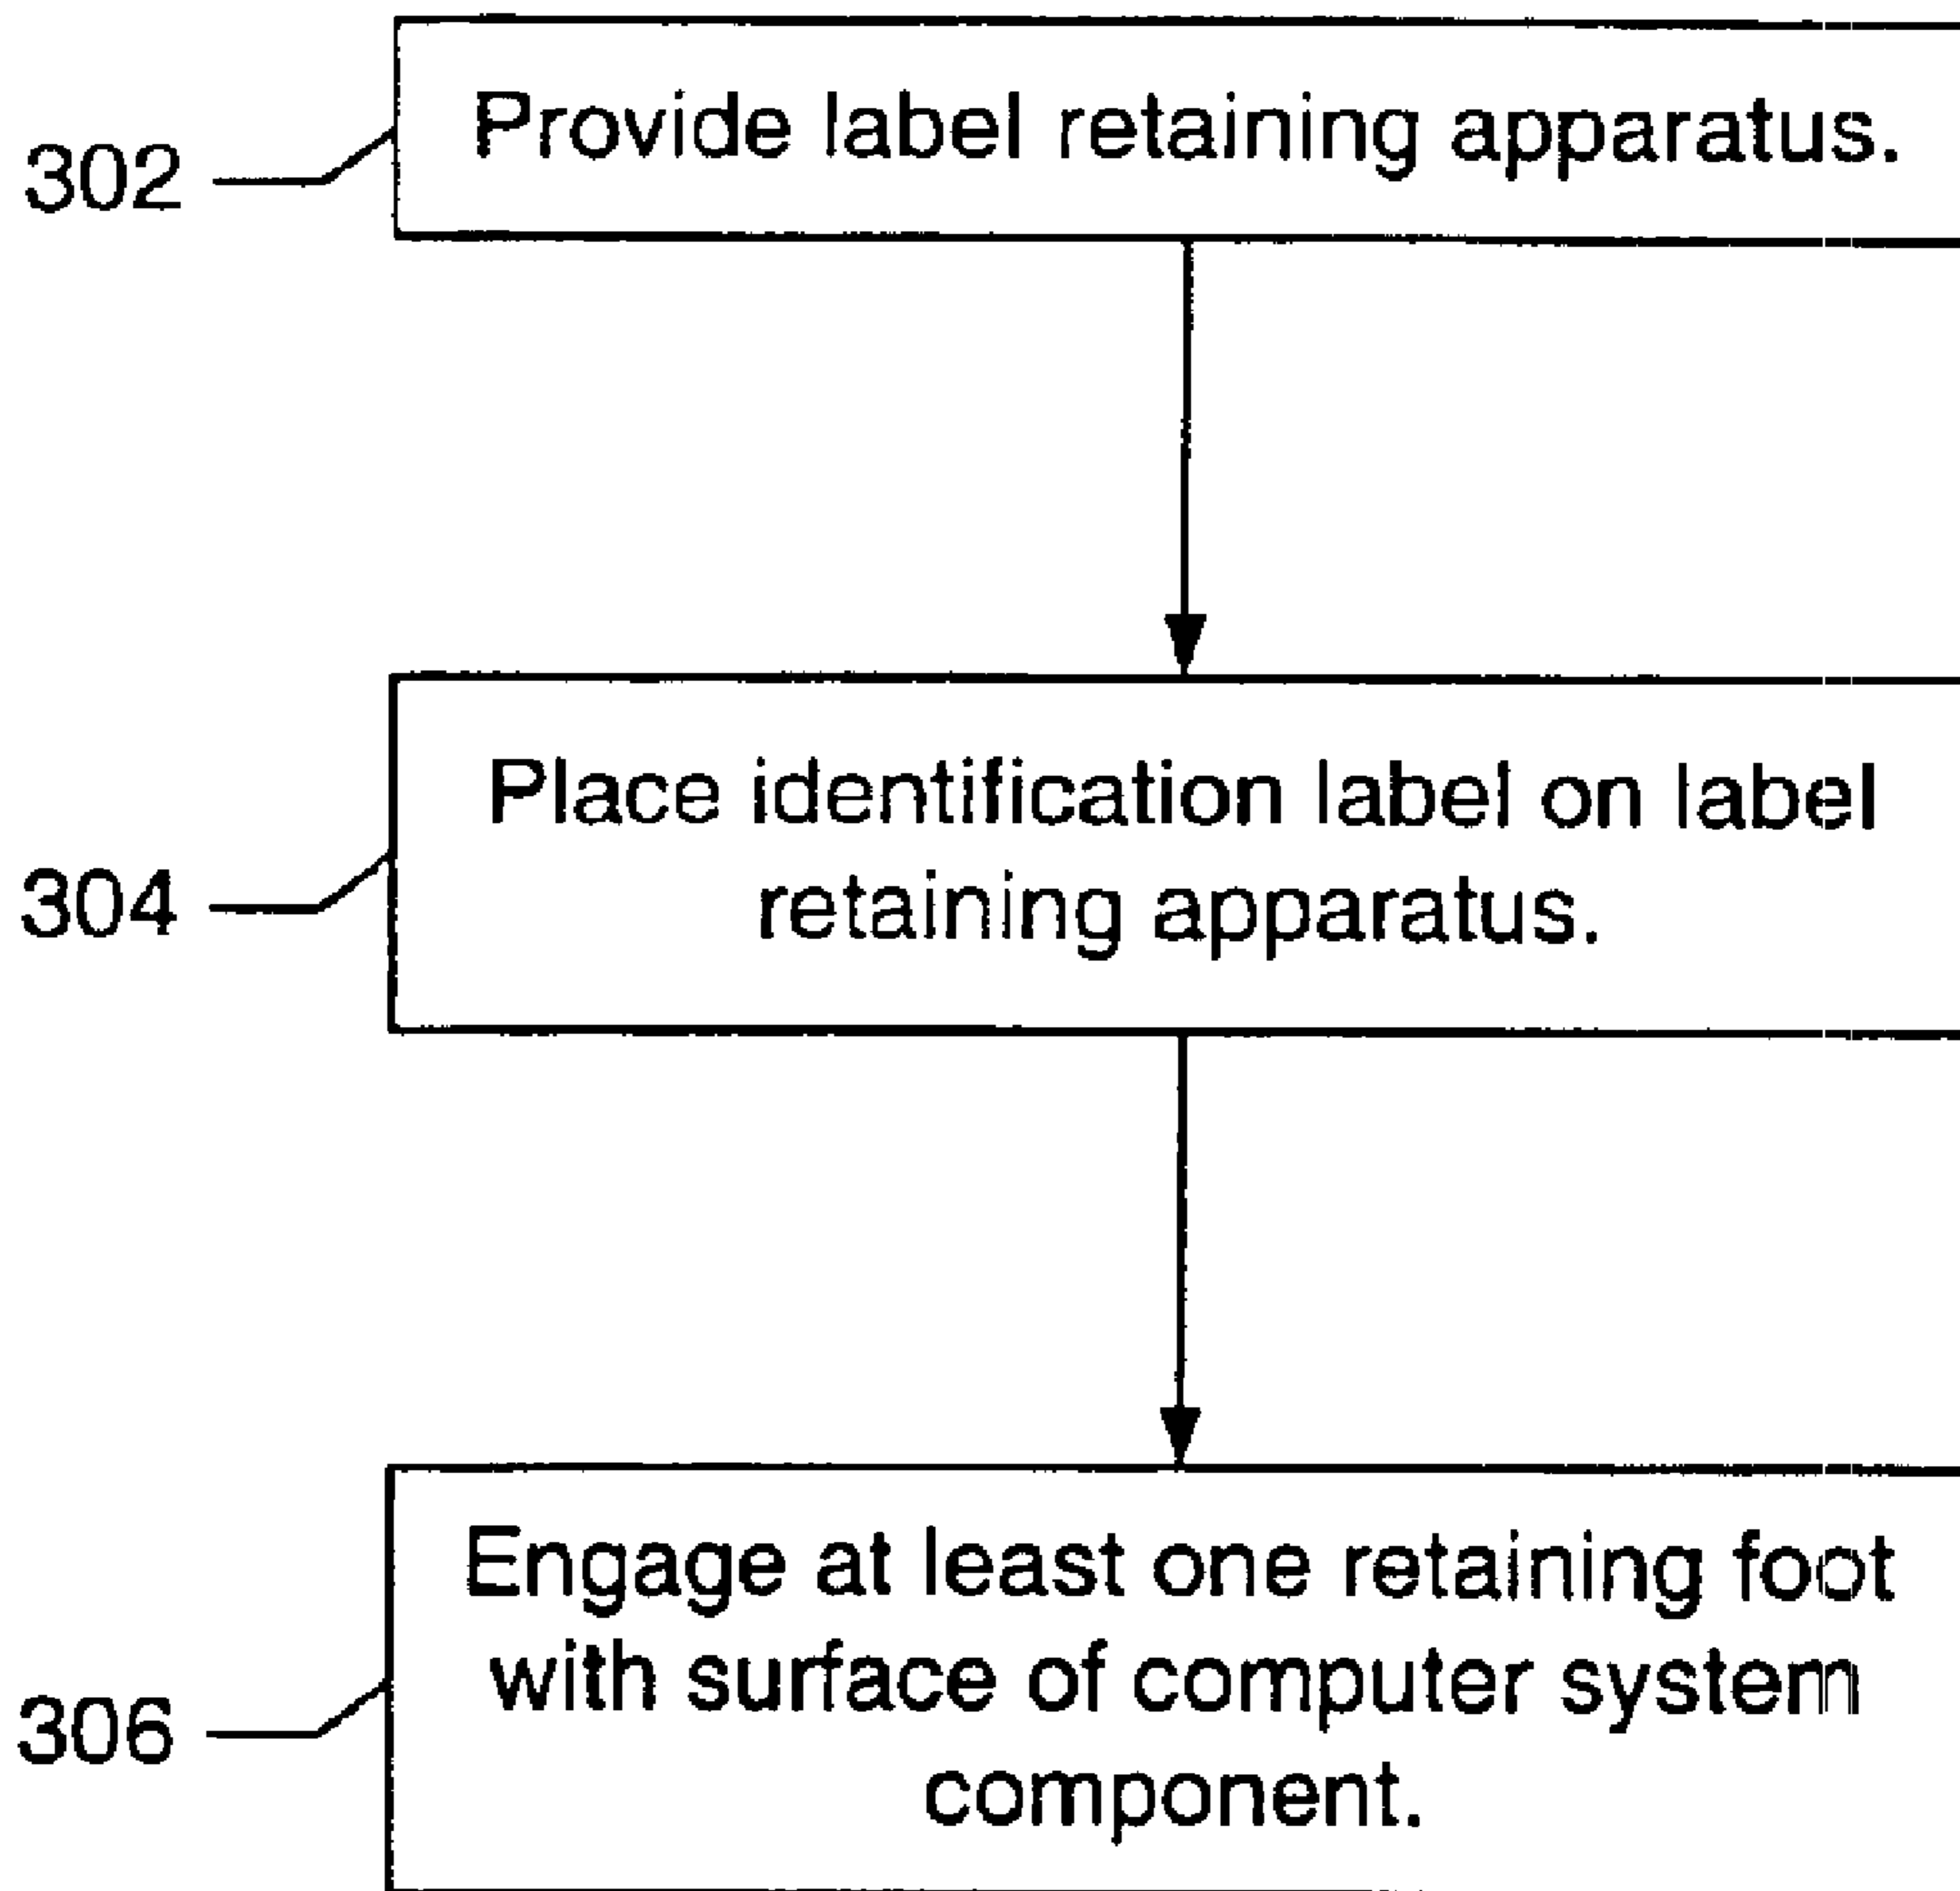 302
Provide label retaining apparatus.
304
Place identification label on label
retaining apparatus.
306
Engage at least one retaining foot
with surface of computer system
component.